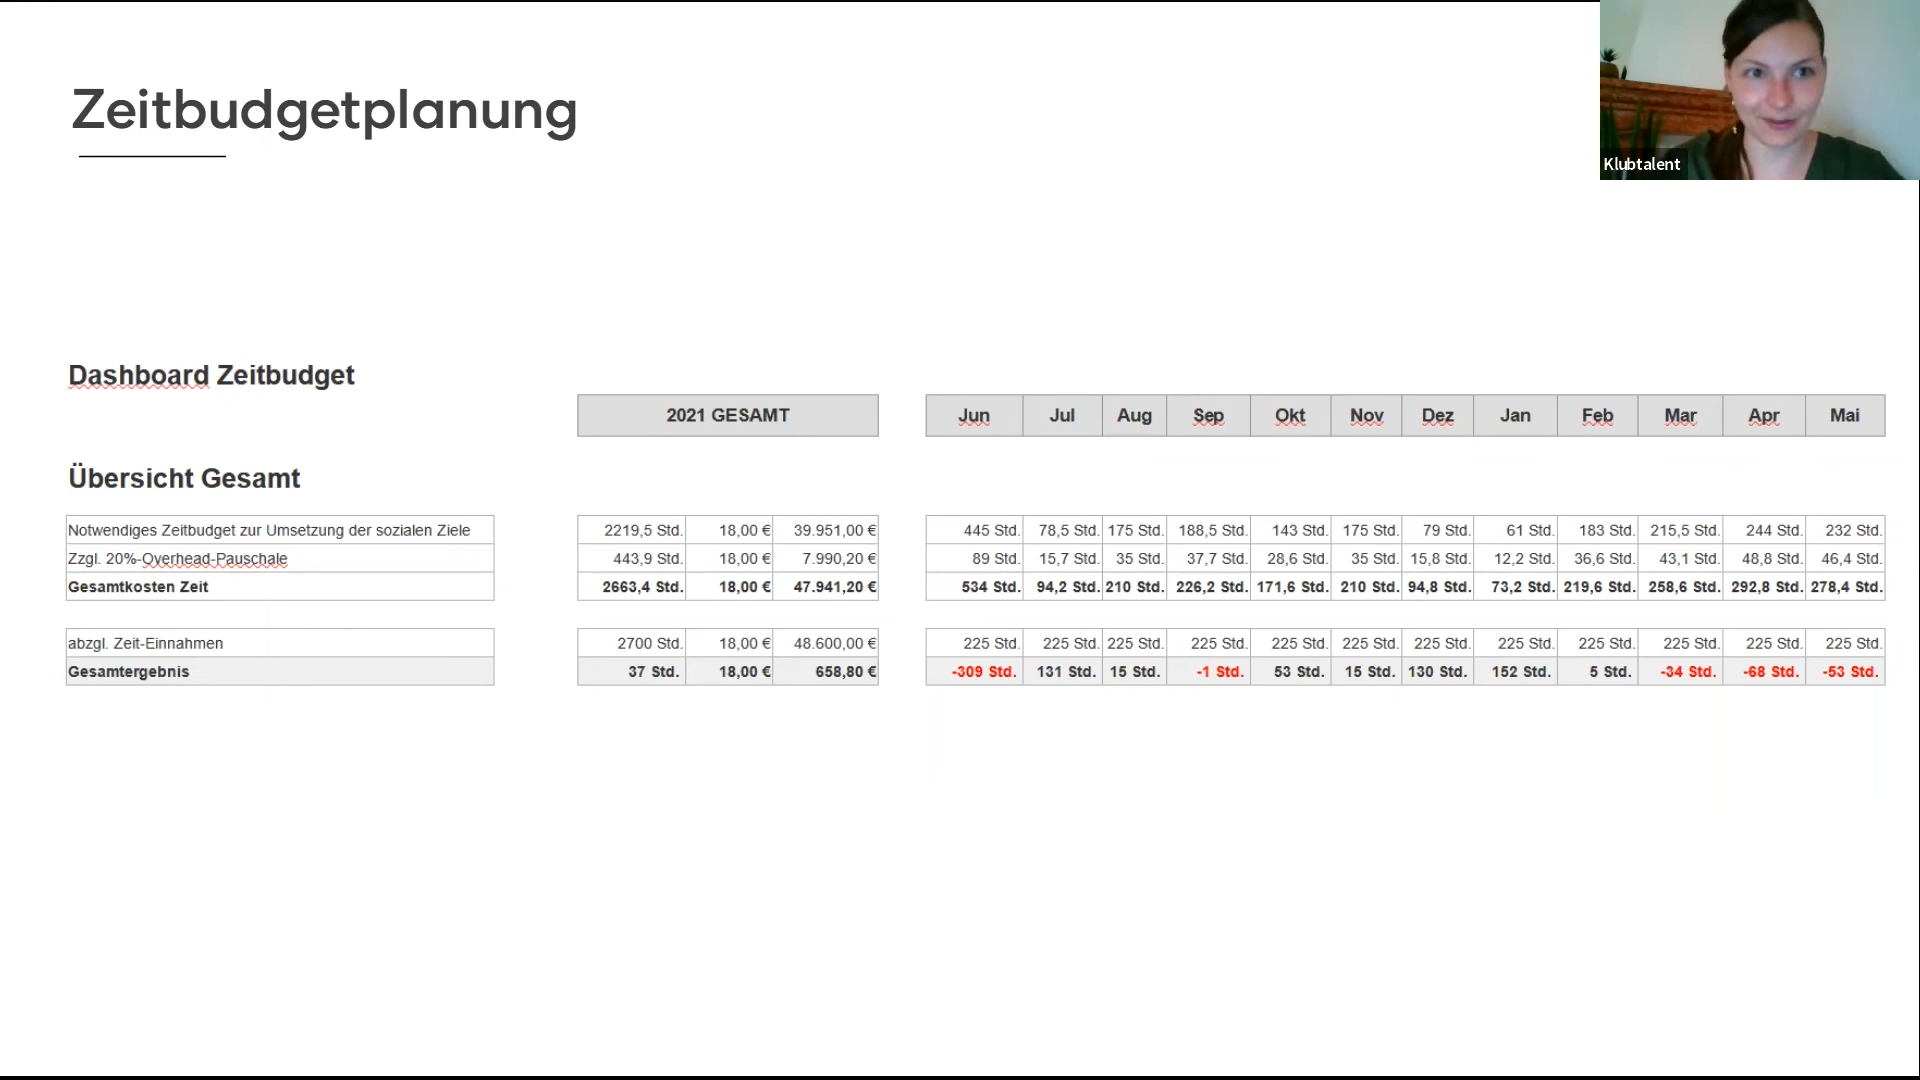 Zeitbudgetplanung
Klubtalent
Dashboard Zeitbudget
2021 GESAMT Jun Jul Aug Sep Okt Nov Dez Jan Feb Mar Apr Mai
Übersicht Gesamt
Notwendiges Zeitbudget zur Umsetzung der sozialen Ziele 2219,5 Std. 18,00 € 39.951,00 € 445 Std. 78,5 Std. 175 Std. 188,5 Std. 143 Std. 175 Std. 79 Std. 61 Std. 183 Std. 215,5 Std. 244 Std. 232 Std.
Zzgl. 20%-Overhead-Pauschale 443,9 Std. 18,00 € 7.990,20 € 89 Std. 15,7 Std. 35 Std. 37,7 Std. 28,6 Std. 35 Std. 15,8 Std. 12,2 Std. 36,6 Std. 43,1 Std. 48,8 Std. 46,4 Std.
Gesamtkosten Zeit 2663,4 Std. 18,00 € 47.941,20 € 534 Std. 94,2 Std. 210 Std. 226,2 Std. 171,6 Std. 210 Std. 94,8 Std. 73,2 Std. 219,6 Std. 258,6 Std. 292,8 Std. 278,4 Std.
abzgl. Zeit-Einnahmen 2700 Std. 18,00 € 48.600,00 € 225 Std. 225 Std. 225 Std. 225 Std. 225 Std. 225 Std. 225 Std. 225 Std. 225 Std. 225 Std. 225 Std. 225 Std.
Gesamtergebnis 37 Std. 18,00 € 658,80 € -309 Std. 131 Std. 15 Std. -1 Std. 53 Std. 15 Std. 130 Std. 152 Std. 5 Std. -34 Std. -68 Std. -53 Std.